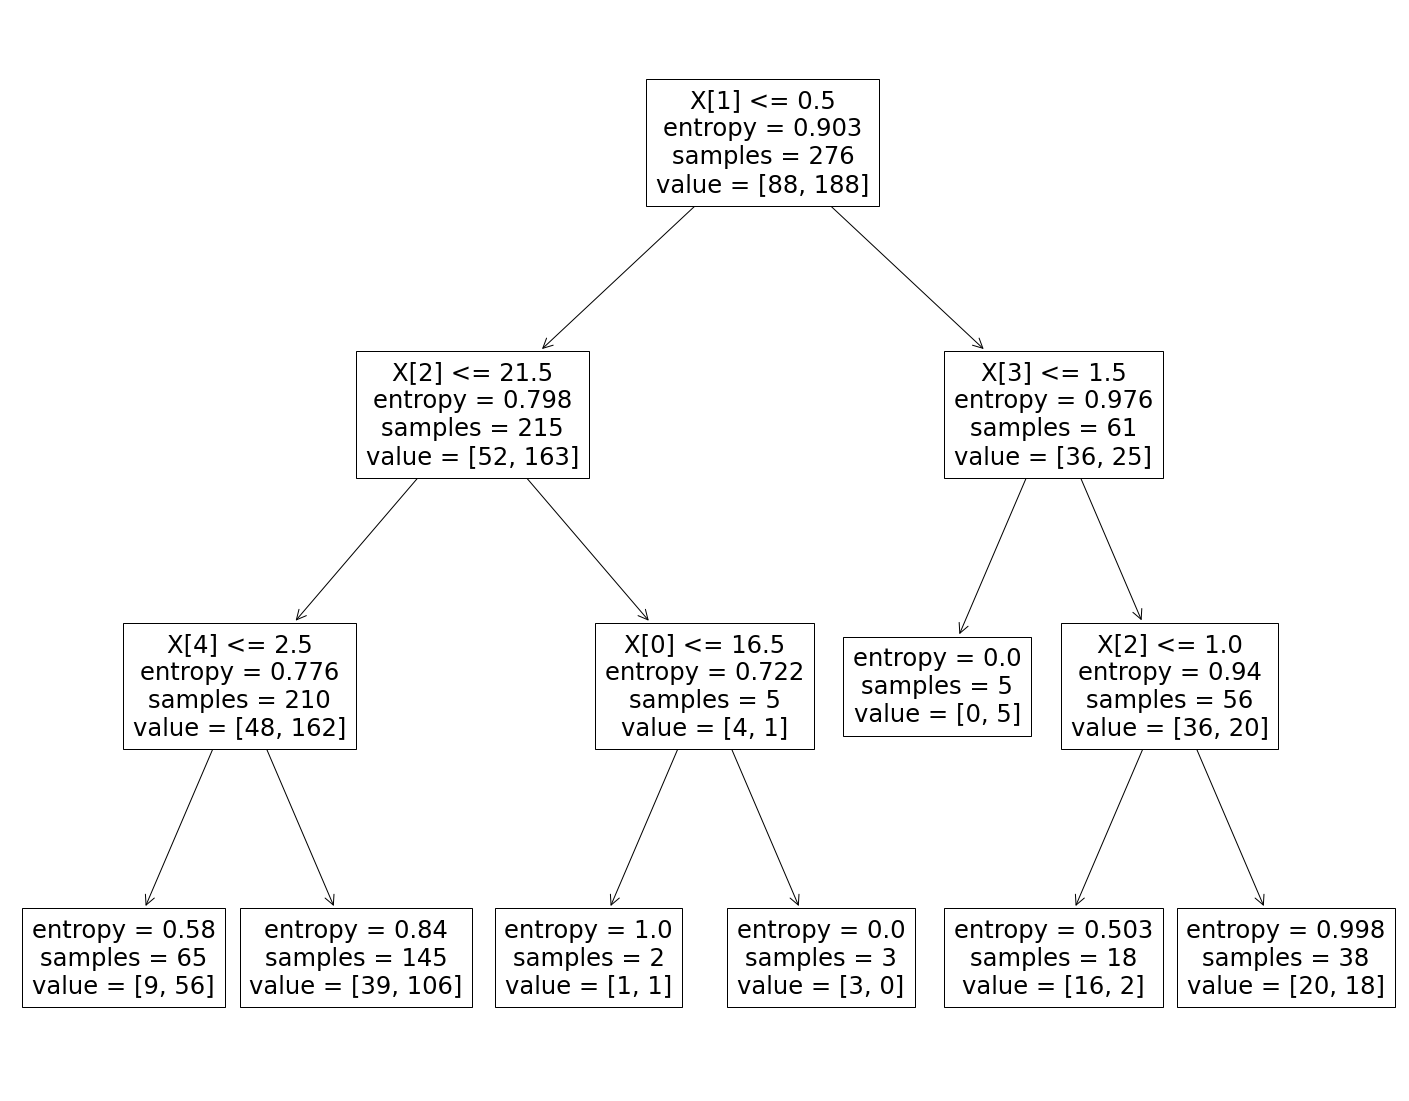 X[1] <= 0.5
entropy = 0.903
samples = 276
value = [88, 188]
X[2] <= 21.5
entropy = 0.798
samples = 215
value = [52, 163]
X[3] <= 1.5
entropy = 0.976
samples = 61
value = [36, 25]
X[4] <= 2.5
entropy = 0.776
samples = 210
value = [48, 162]
X[0] <= 16.5
entropy = 0.722
samples = 5
value = [4, 1]
entropy = 0.0
samples = 5
value = [0, 5]
X[2] <= 1.0
entropy = 0.94
samples = 56
value = [36, 20]
entropy = 0.58
samples = 65
value = [9, 56]
entropy = 0.84
samples = 145
value = [39, 106]
entropy = 1.0
samples = 2
value = [1, 1]
entropy = 0.0
samples = 3
value = [3, 0]
entropy = 0.503
samples = 18
value = [16, 2]
entropy = 0.998
samples = 38
value = [20, 18]